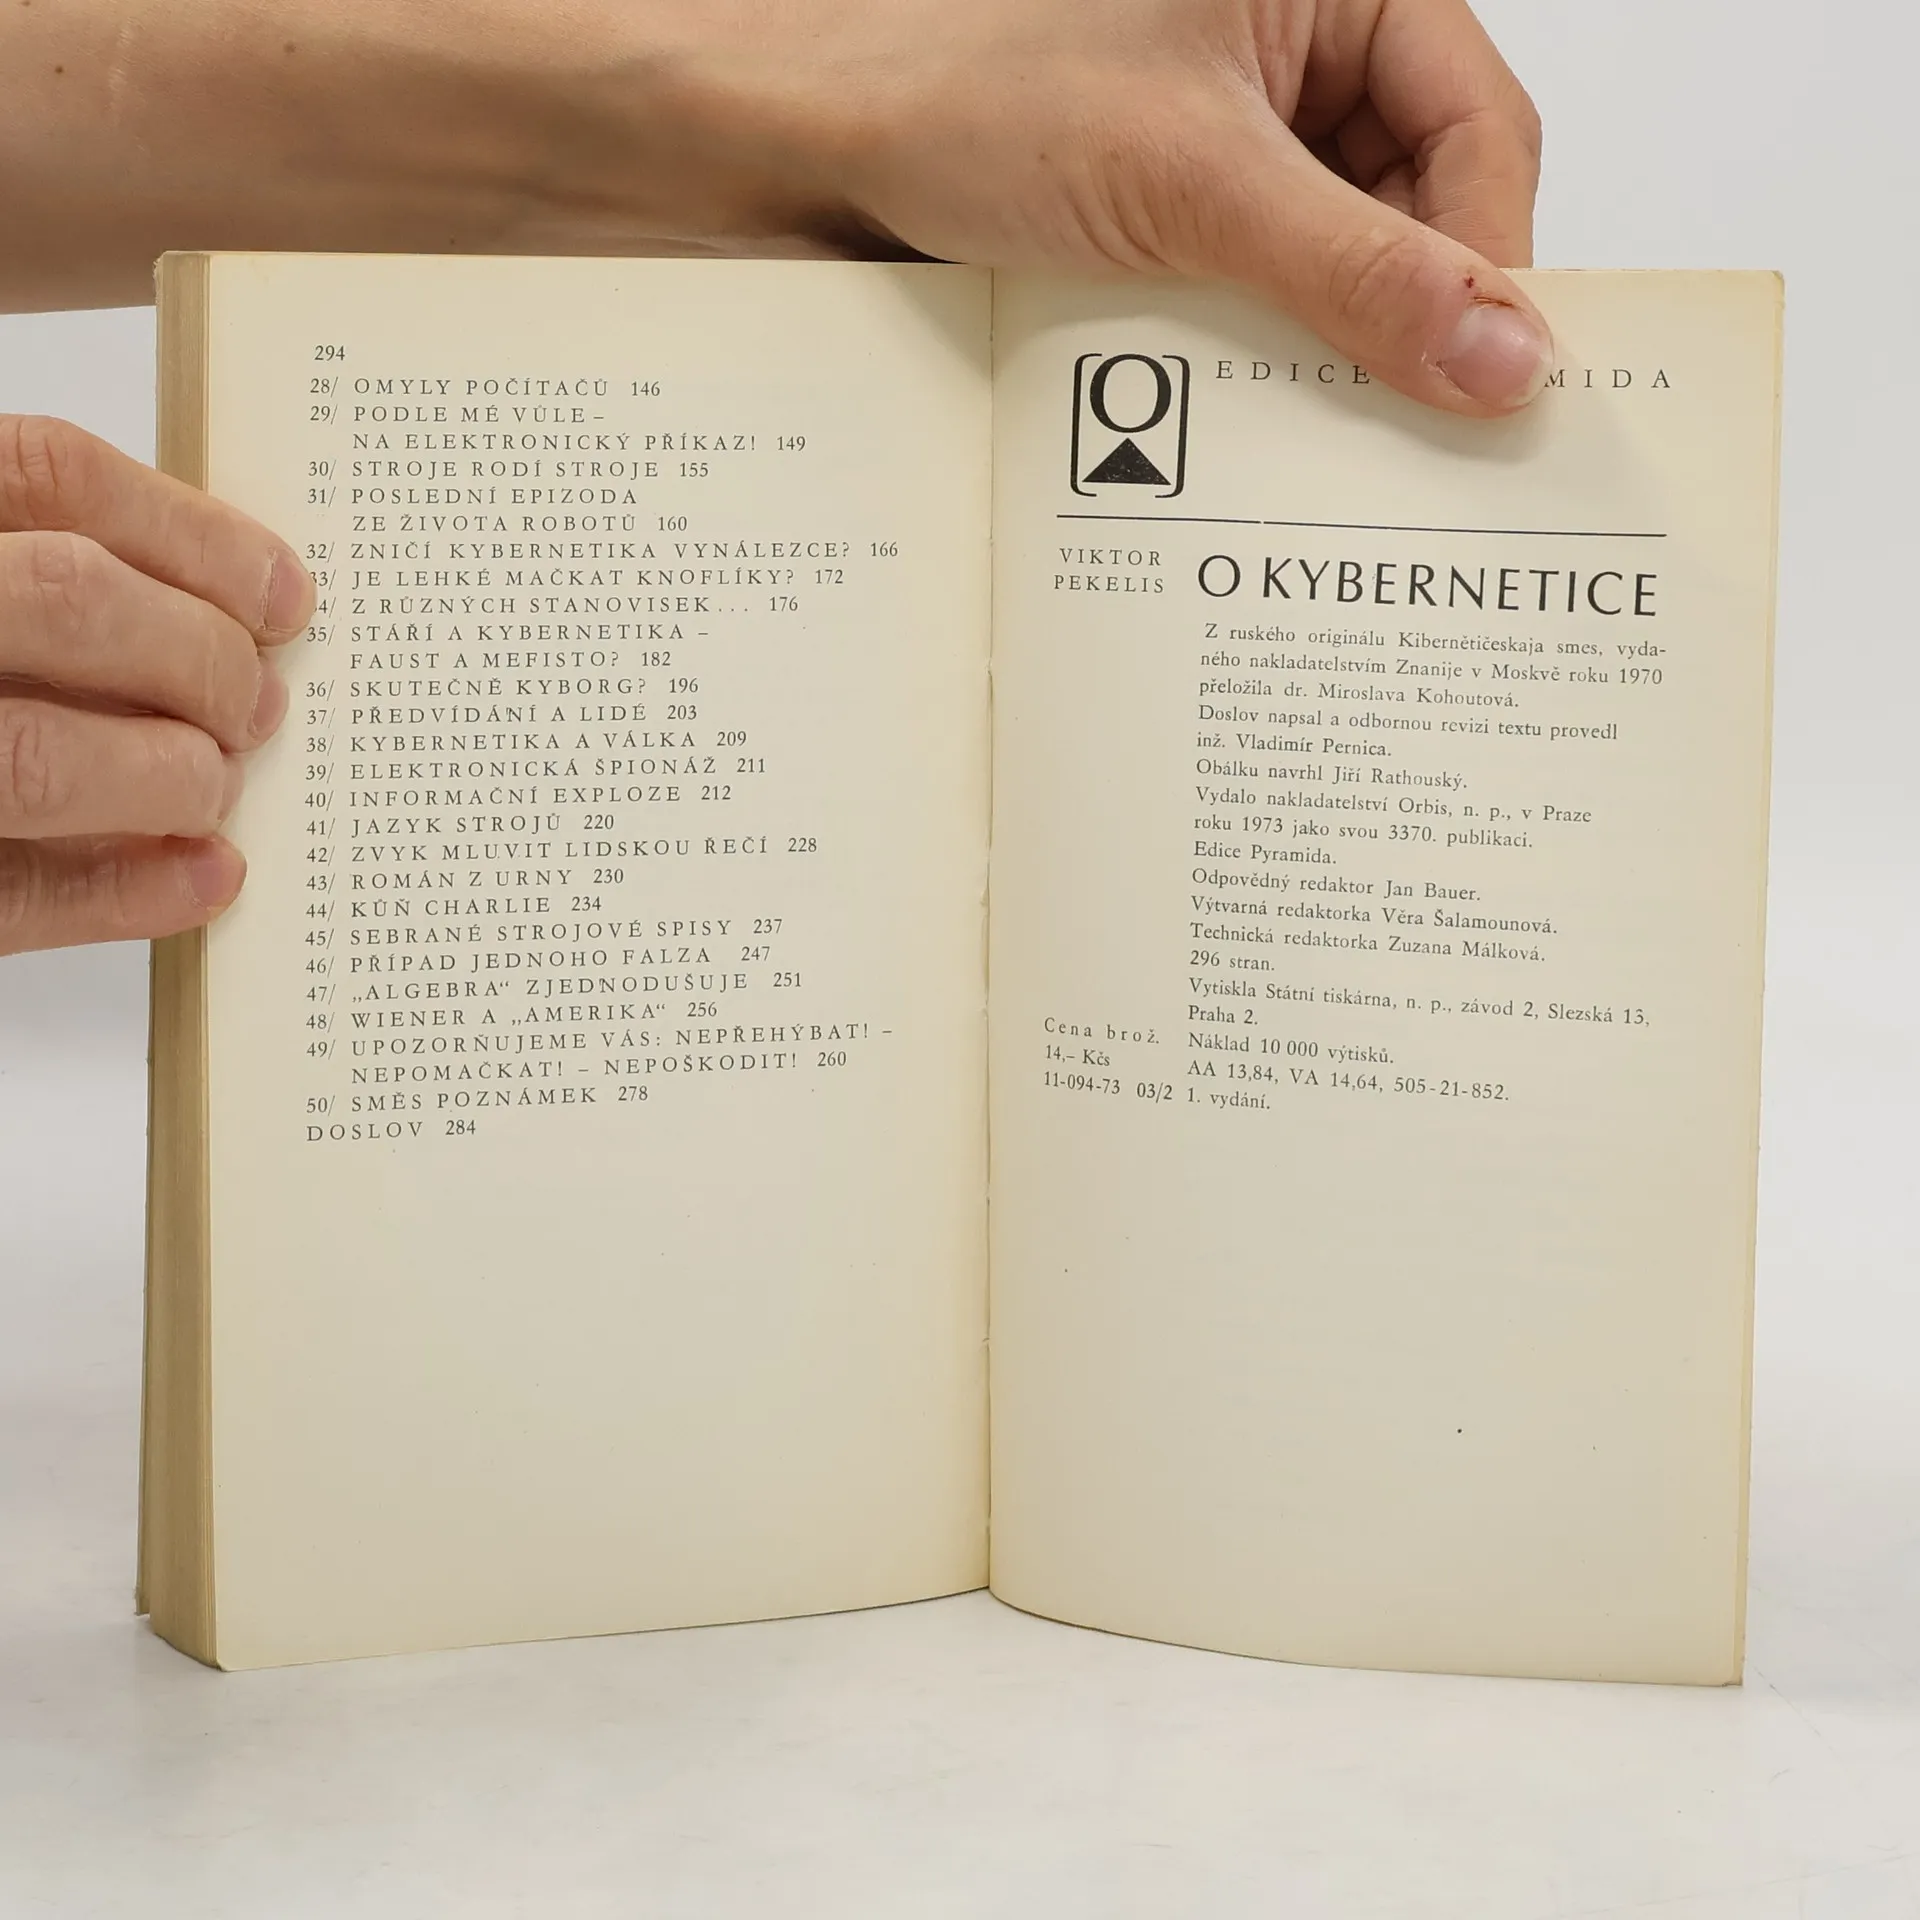 294
28/ OMYLY POČÍTAČŮ 146
29/ PODLE MÉ VŮLE –
NA ELEKTRONICKÝ PŘÍKAZ! 149
30/ STROJE RODÍ STROJE 155
31/ POSLEDNÍ EPIZODA
ZE ŽIVOTA ROBOTŮ 160
32/ ZNIČÍ KYBERNETIKA VYNÁLEZCE? 166
33/ JE LEHKÉ MAČKAT KNOFLÍKY? 172
4/ Z RŮZNÝCH STANOVISEK... 176
35/ STÁŘÍ A KYBERNETIKA –
FAUST A MEFISTO? 182
36/ SKUTEČNĚ KYBORG? 196
37/ PŘEDVÍDÁNÍ A LIDÉ 203
38/ KYBERNETIKA A VÁLKA 209
39/ ELEKTRONICKÁ ŠPIONÁŽ 211
40/ INFORMAČNÍ EXPLOZE 212
41/ JAZYK STROJŮ 220
42/ ZVYK MLUVIT LIDSKOU ŘEČÍ 228
43/ ROMÁN Z URNY 230
44/ KŮŇ CHARLIE 234
45/ SEBRANÉ STROJOVÉ SPISY 237
46/ PŘÍPAD JEDNOHO FALZA 247
47/ „ALGEBRA“ ZJEDNODUŠUJE 251
48/ WIENER A „AMERIKA“ 256
49/ UPOZORŇUJEME VÁS: NEPŘEHÝBAT! –
NEPOMAČKAT! – NEPOŠKODIT! 260
50/ SMĚS POZNÁMEK 278
DOSLOV 284
EDICE MIDA
VIKTOR
PEKELIS
O KYBERNETICE
Z ruského originálu Kibernětičeskaja smes, vyda-
ného nakladatelstvím Znanije v Moskvě roku 1970
přeložila dr. Miroslava Kohoutová.
Doslov napsal a odbornou revizi textu provedl
inž. Vladimír Pernica.
Obálku navrhl Jiří Rathouský.
Vydalo nakladatelství Orbis, n. p., v Praze
roku 1973 jako svou 3370. publikaci.
Edice Pyramida.
Odpovědný redaktor Jan Bauer.
Výtvarná redaktorka Věra Šalamounová.
Technická redaktorka Zuzana Málková.
296 stran.
Vytiskla Státní tiskárna, n. p., závod 2, Slezská 13,
Praha 2.
Náklad 10 000 výtisků.
AA 13,84, VA 14,64, 505-21-852.
1. vydání.
Cena brož.
14,– Kčs
11-094-73 03/2